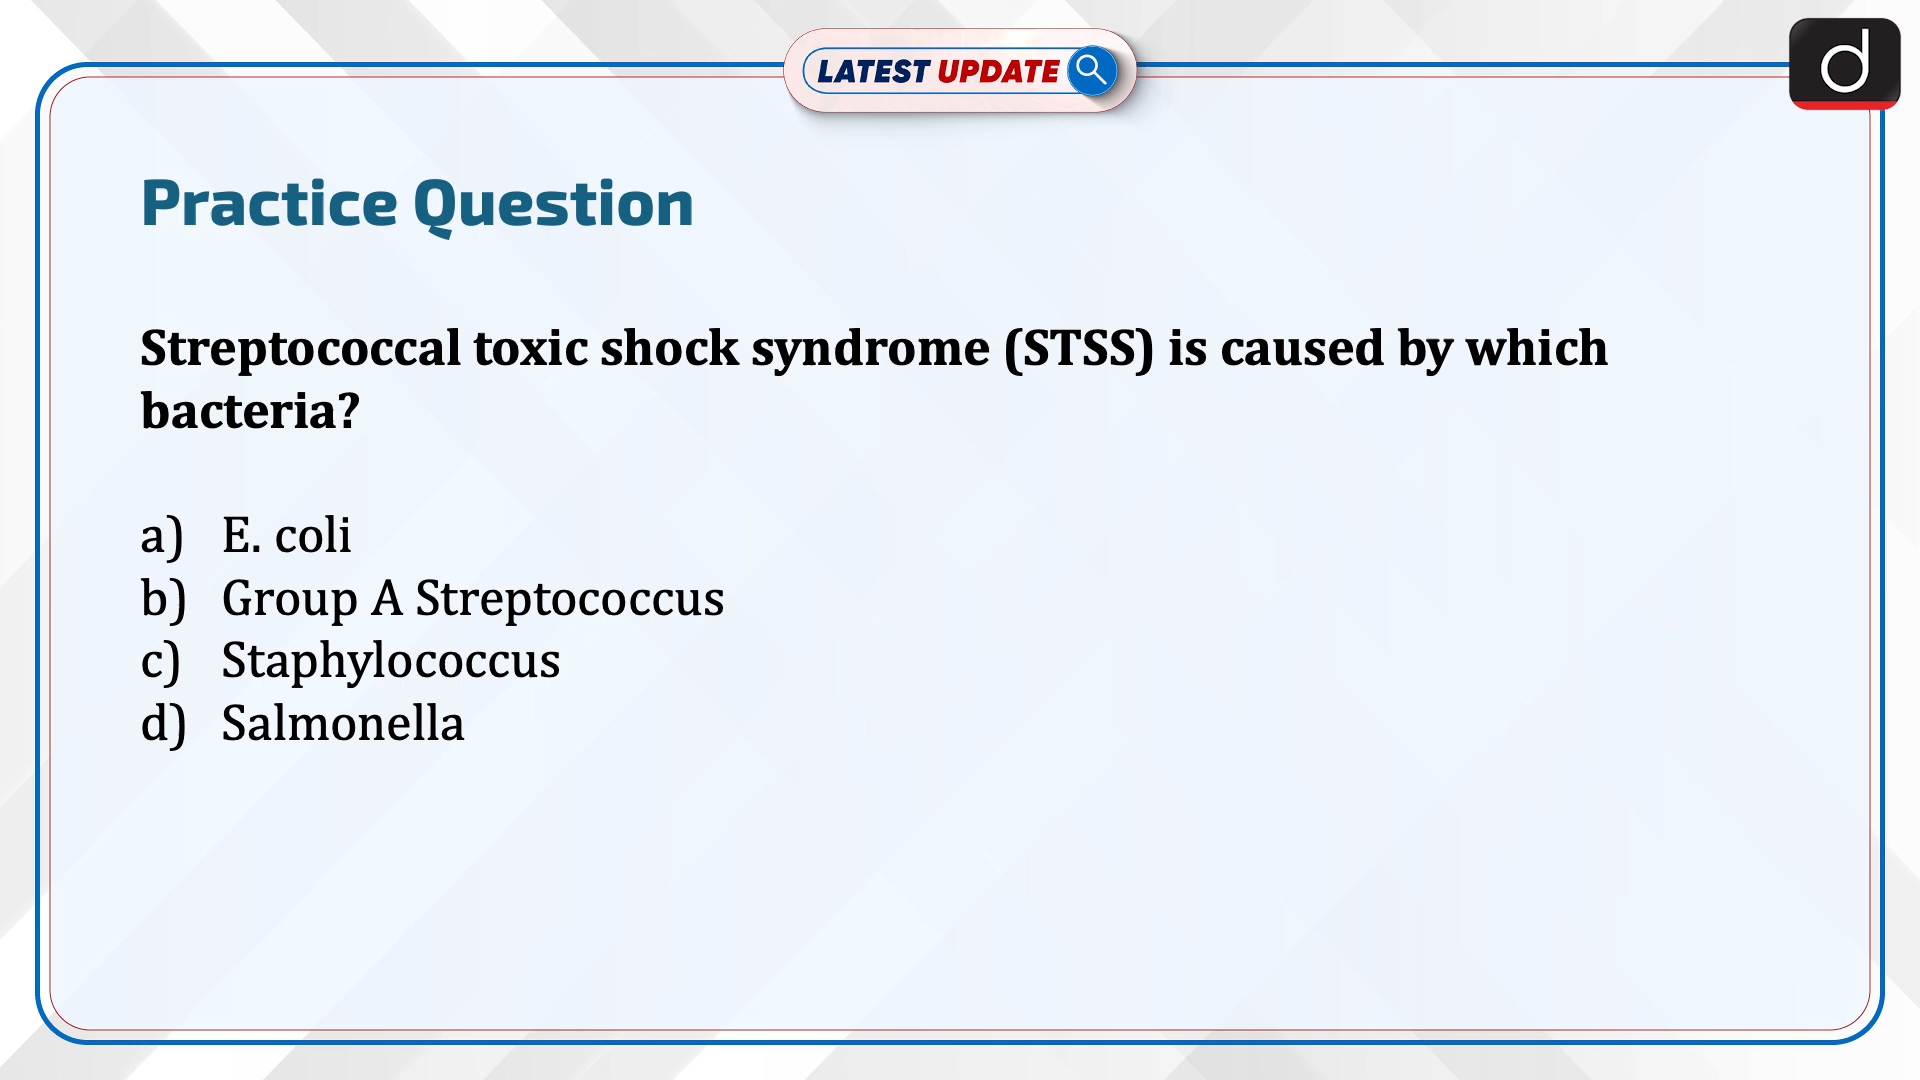 LATEST UPDATE
d
Practice Question
Streptococcal toxic shock syndrome (STSS) is caused by which
bacteria?
a) E. coli
b) Group A Streptococcus
c) Staphylococcus
d) Salmonella